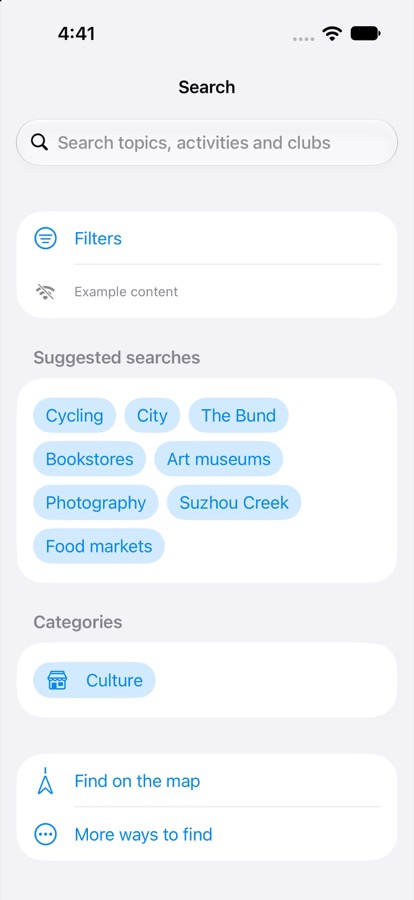 4:41
Search
Search topics, activities and clubs
Filters
Example content
Suggested searches
Cycling City The Bund
Bookstores Art museums
Photography Suzhou Creek
Food markets
Categories
Culture
Find on the map
More ways to find